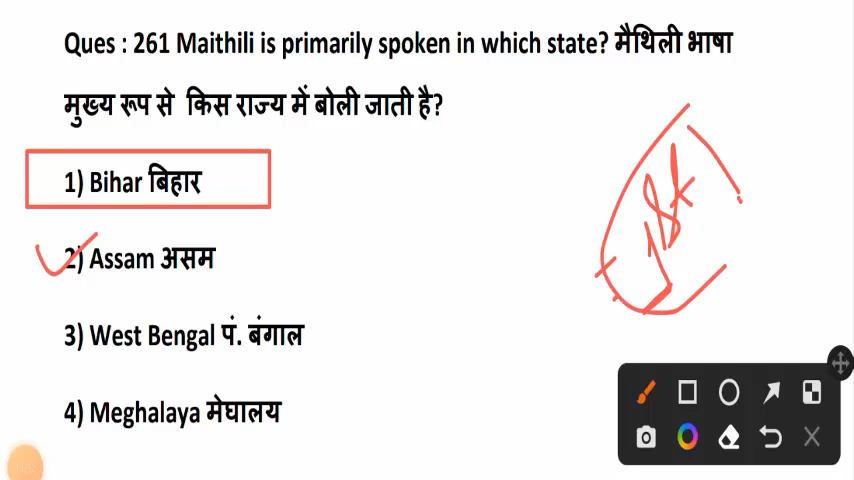 Ques : 261 Maithili is primarily spoken in which state? मैथिली भाषा
मुख्य रूप से किस राज्य में बोली जाती है?
1) Bihar बिहार
2) Assam असम
3) West Bengal पं. बंगाल
4) Meghalaya मेघालय